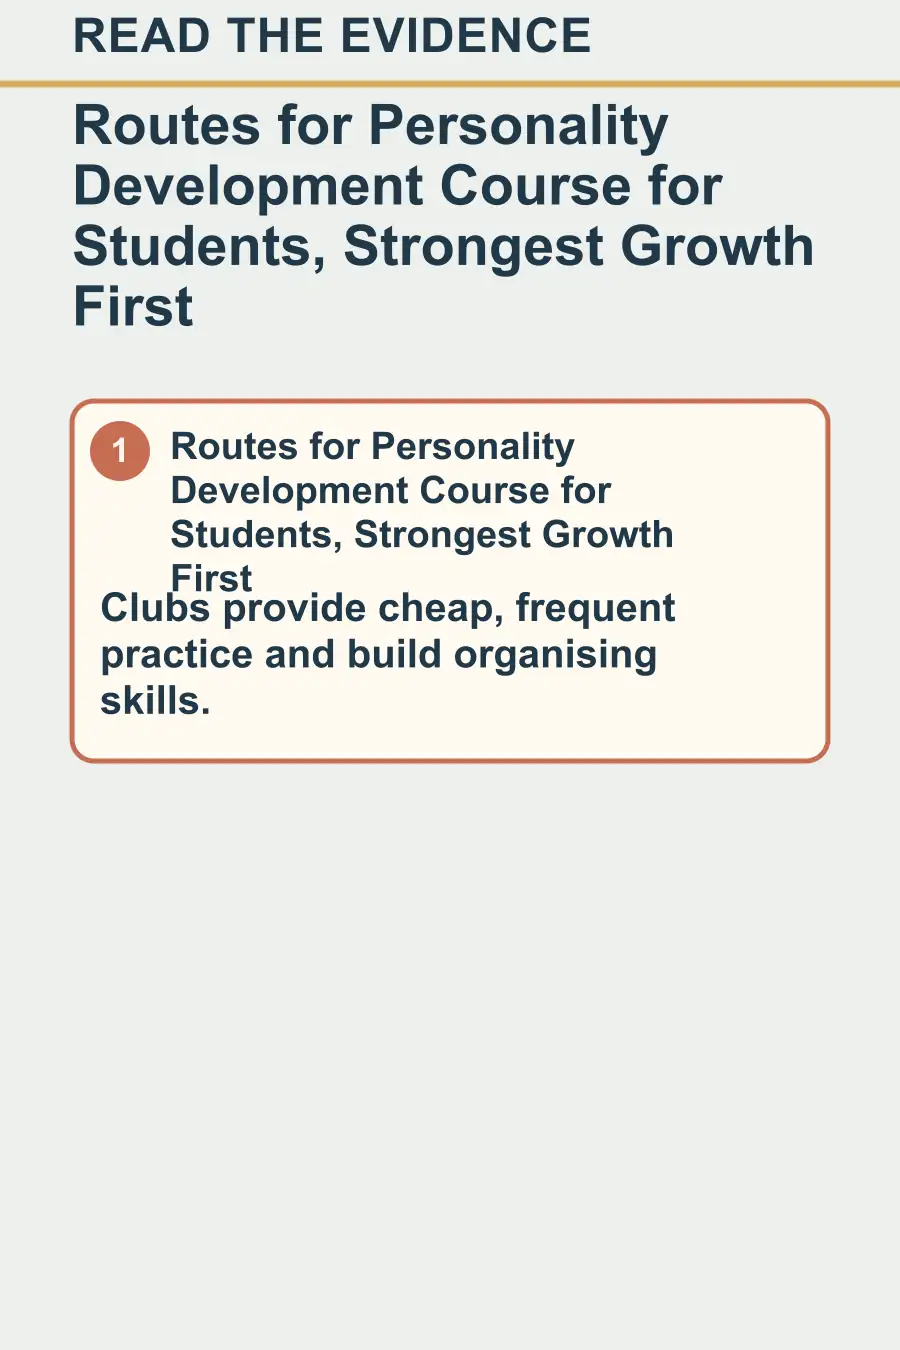 READ THE EVIDENCE
Routes for Personality
Development Course for
Students, Strongest Growth
First
1
Routes for Personality
Development Course for
Students, Strongest Growth
First
Clubs provide cheap, frequent
practice and build organising
skills.